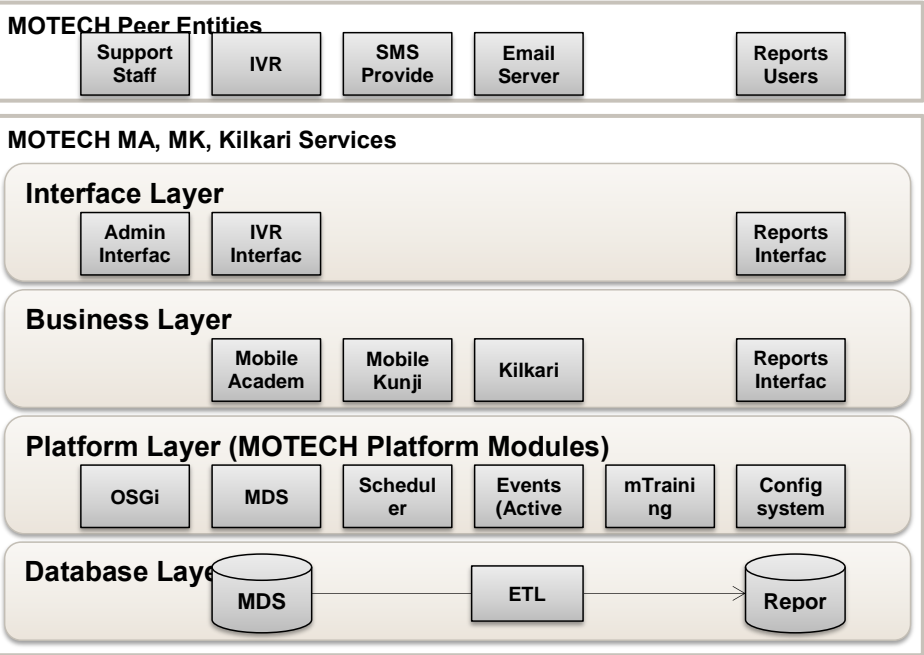 MOTECH Peer Entities
Support
Staff
IVR
SMS
Provide
Email
Server
Reports
Users
MOTECH MA, MK, Kilkari Services
Interface Layer
Admin
Interfac
IVR
Interfac
Reports
Interfac
Business Layer
Mobile
Academ
Mobile
Kunji
Kilkari
Reports
Interfac
Platform Layer (MOTECH Platform Modules)
OSGi
MDS
Schedul
er
Events
(Active
mTraini
ng
Config
system
Database Laye
MDS
ETL
Repor